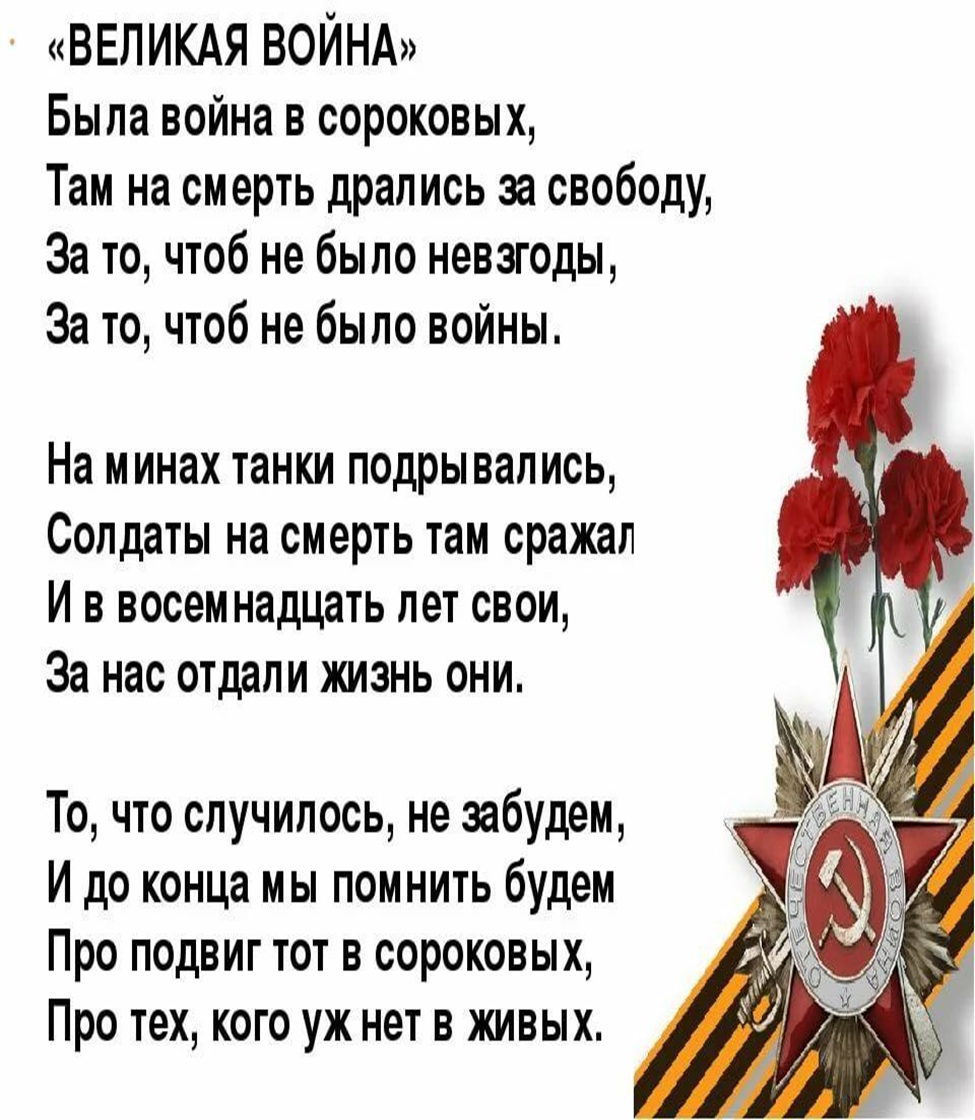 «ВЕЛИКАЯ ВОЙНА»
Была война в сороковых,
Там на смерть дрались за свободу,
За то, чтоб не было невзгоды,
За то, чтоб не было войны.
На минах танки подрывались,
Солдаты на смерть там сражал
И в восемнадцать лет свои,
За нас отдали жизнь они.
То, что случилось, не забудем,
И до конца мы помнить будем
Про подвиг тот в сороковых,
Про тех, кого уж нет в живых.
ОТЕЧЕСТВЕННАЯ ВОЙНА